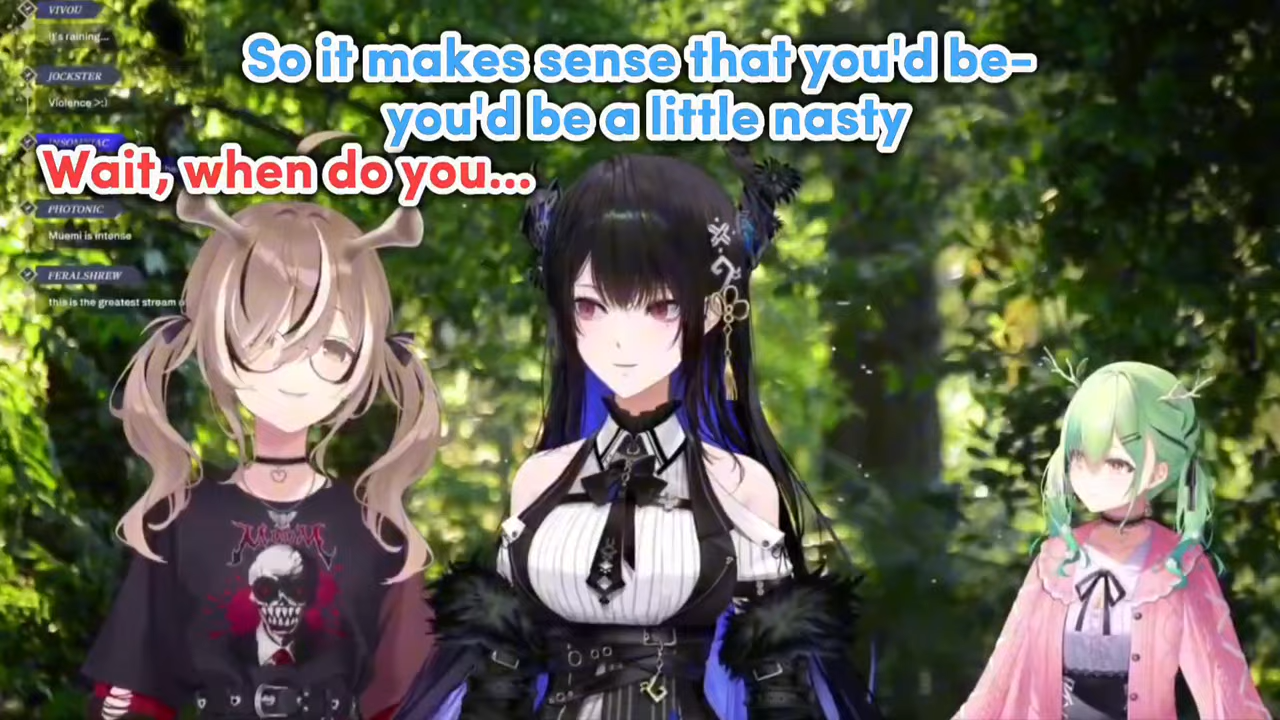 VIVOU
It's raining...
So it makes sense that you'd be-
you'd be a little nasty
JOCKSTER
Violence >:)
INSOMNIAC
Wait, when do you...
PHOTONIC
Muemi is intense
FERALSHREW
this is the greatest stream